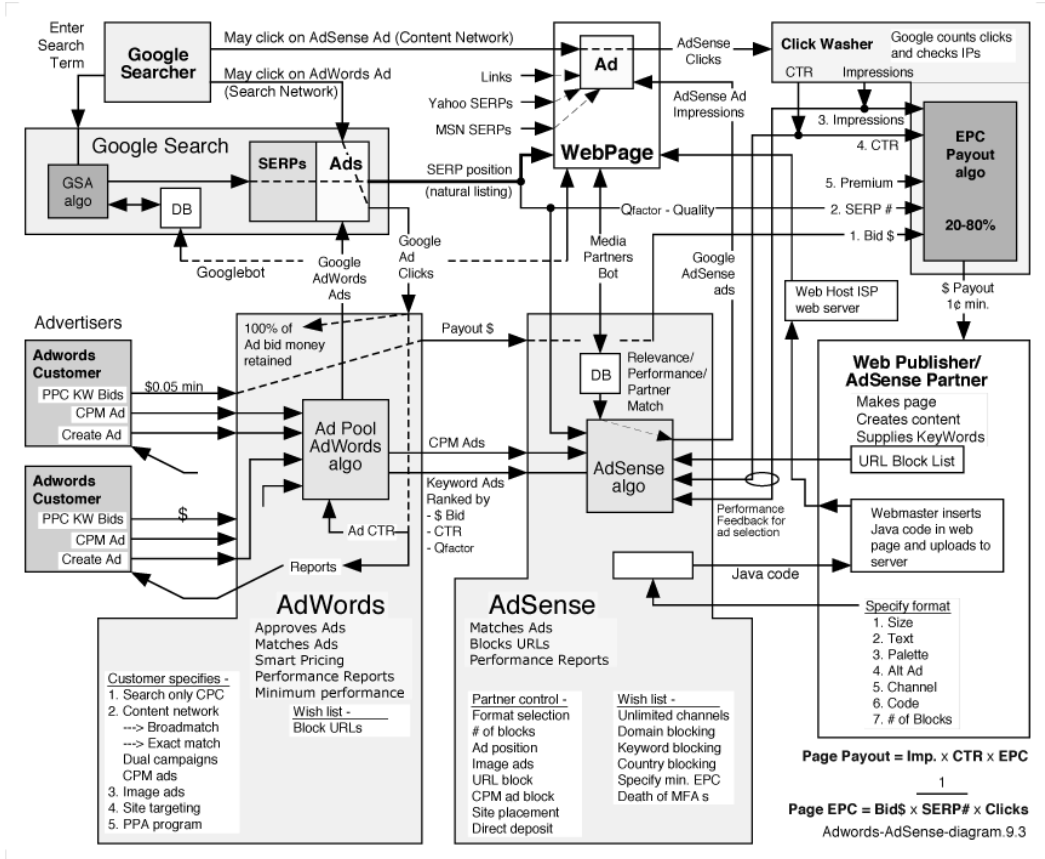 Enter
Search
Term
Google
Searcher
May click on AdSense Ad (Content Network)
May click on AdWords Ad
(Search Network)
Links
Yahoo SERPs
MSN SERPs
Ad
WebPage
AdSense
Clicks
AdSense Ad
Impressions
Click Washer
Google counts clicks
and checks IPs
CTR
Impressions
3. Impressions
4. CTR
5. Premium
2. SERP #
1. Bid $
EPC
Payout
algo
20-80%
Google Search
GSA
algo
DB
SERPs
Ads
SERP position
(natural listing)
Qfactor - Quality
Googlebot
Google
AdWords
Ads
Google
Ad
Clicks
Media
Partners
Bot
Google
AdSense
ads
Web Host ISP
web server
$ Payout
1¢ min.
Advertisers
Adwords
Customer
PPC KW Bids
CPM Ad
Create Ad
$0.05 min
100% of
Ad bid money
retained
Payout $
DB
Relevance/
Performance/
Partner
Match
Ad Pool
AdWords
algo
CPM Ads
Keyword Ads
Ranked by
- $ Bid
- CTR
- Qfactor
AdSense
algo
Performance
Feedback for
ad selection
Web Publisher/
AdSense Partner
Makes page
Creates content
Supplies KeyWords
URL Block List
Webmaster inserts
Java code in web
page and uploads to
server
Adwords
Customer
PPC KW Bids
CPM Ad
Create Ad
$
Ad CTR
Reports
Java code
Specify format
1. Size
2. Text
3. Palette
4. Alt Ad
5. Channel
6. Code
7. # of Blocks
AdWords
Approves Ads
Matches Ads
Smart Pricing
Performance Reports
Minimum performance
Wish list -
Block URLs
Customer specifies -
1. Search only CPC
2. Content network
---> Broadmatch
---> Exact match
Dual campaigns
CPM ads
3. Image ads
4. Site targeting
5. PPA program
AdSense
Matches Ads
Blocks URLs
Performance Reports
Partner control -
Format selection
# of blocks
Ad position
Image ads
URL block
CPM ad block
Site placement
Direct deposit
Wish list -
Unlimited channels
Domain blocking
Keyword blocking
Country blocking
Specify min. EPC
Death of MFA s
Page Payout = Imp. x CTR x EPC
1
Page EPC = Bid$ x SERP# x Clicks
Adwords-AdSense-diagram.9.3